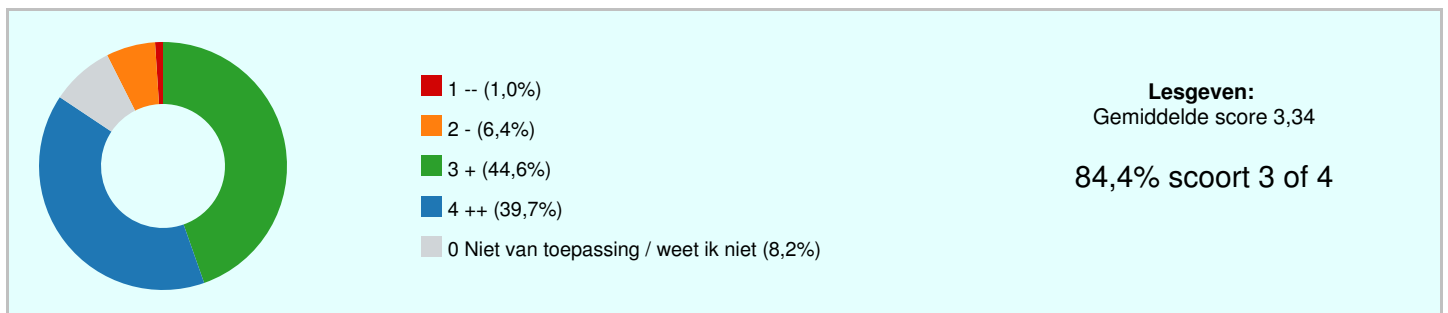 1 -- (1,0%)
2 - (6,4%)
3 + (44,6%)
4 ++ (39,7%)
0 Niet van toepassing / weet ik niet (8,2%)
Lesgeven:
Gemiddelde score 3,34
84,4% scoort 3 of 4